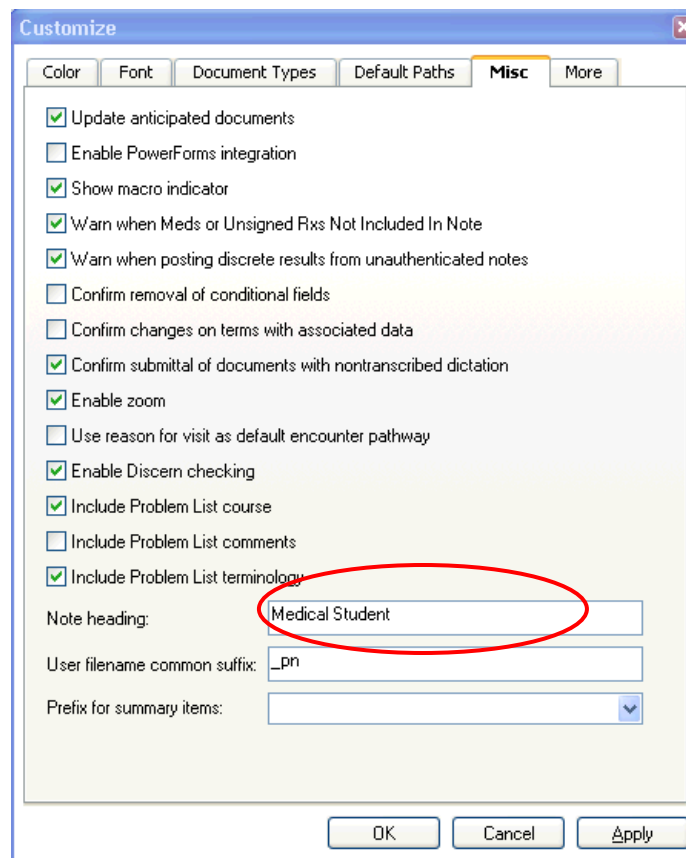 Customize
Color Font Document Types Default Paths Misc More
Update anticipated documents
Enable PowerForms integration
Show macro indicator
Warn when Meds or Unsigned Rxs Not Included In Note
Warn when posting discrete results from unauthenticated notes
Confirm removal of conditional fields
Confirm changes on terms with associated data
Confirm submittal of documents with nontranscribed dictation
Enable zoom
Use reason for visit as default encounter pathway
Enable Discern checking
Include Problem List course
Include Problem List comments
Include Problem List terminology
Note heading: Medical Student
User filename common suffix: _pn
Prefix for summary items:
OK Cancel Apply